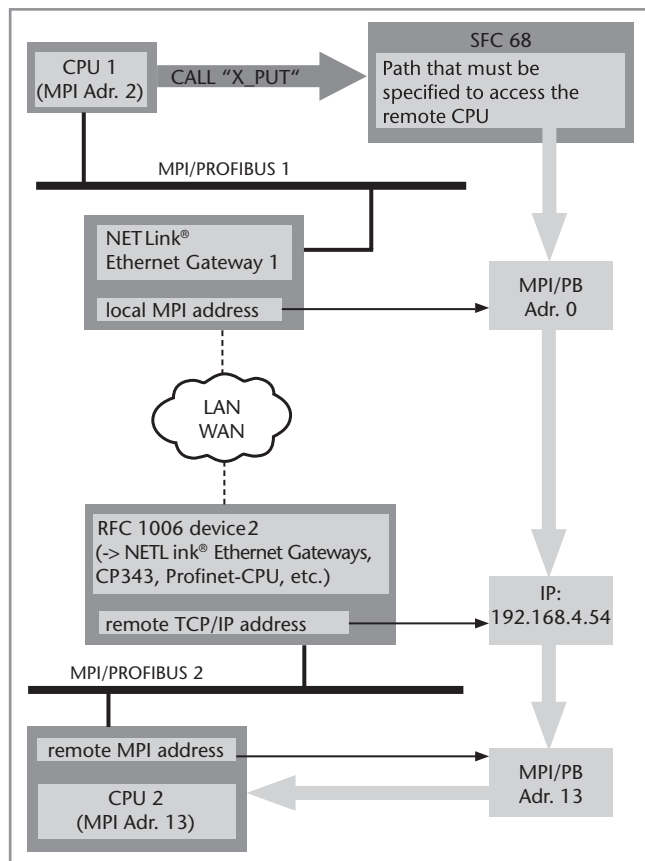 CPU 1
(MPI Adr. 2)
CALL "X_PUT"
SFC 68
Path that must be
specified to access the
remote CPU
MPI/PROFIBUS 1
NETLink®
Ethernet Gateway 1
local MPI address
MPI/PB
Adr. 0
LAN
WAN
RFC 1006 device2
(-> NETL ink® Ethernet Gateways,
CP343, Profinet-CPU, etc.)
remote TCP/IP address
IP:
192.168.4.54
MPI/PROFIBUS 2
remote MPI address
MPI/PB
Adr. 13
CPU 2
(MPI Adr. 13)